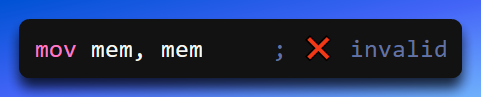 mov mem, mem     ; ❌ invalid